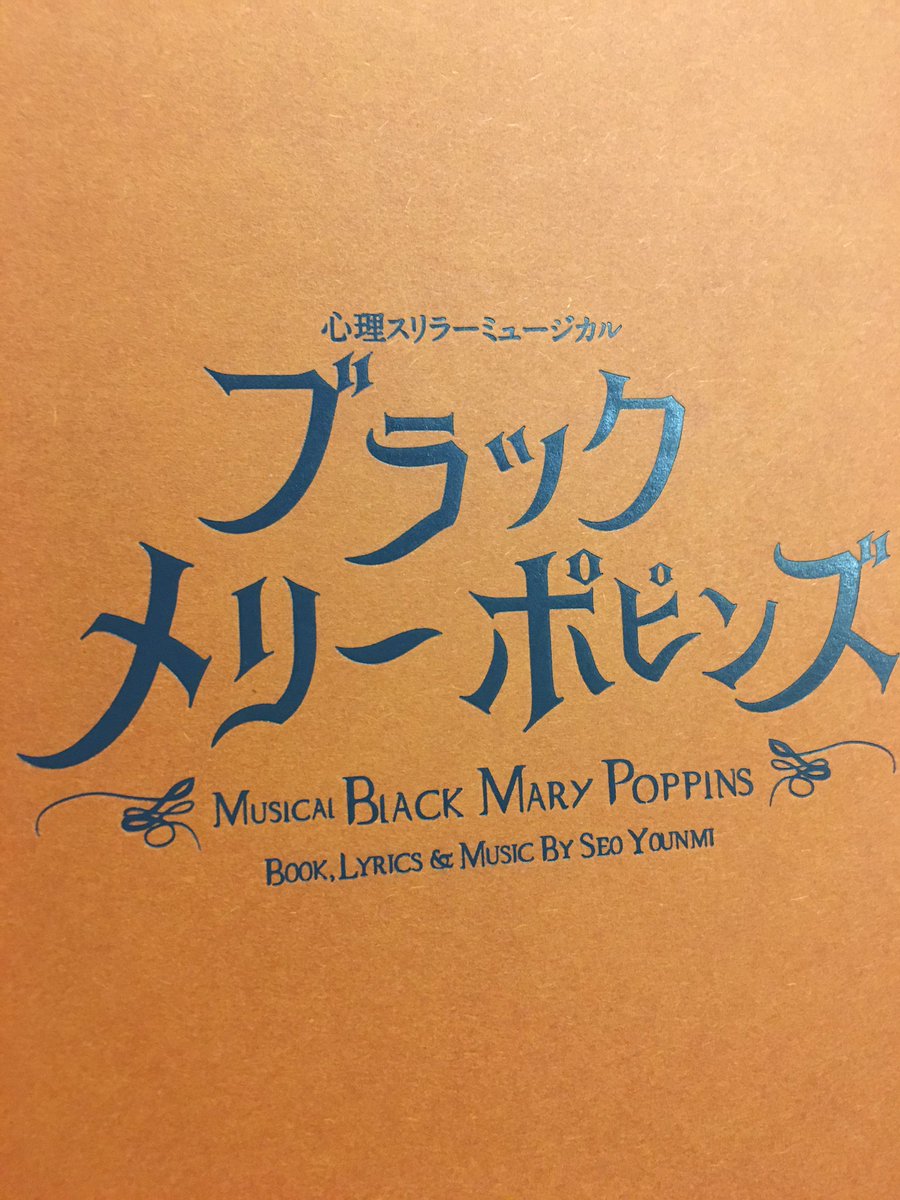 心理スリラーミュージカル
ブラック
メリーポピンズ
MUSICAL BLACK MARY POPPINS
BOOK, LYRICS & MUSIC BY SEO YOUNMI